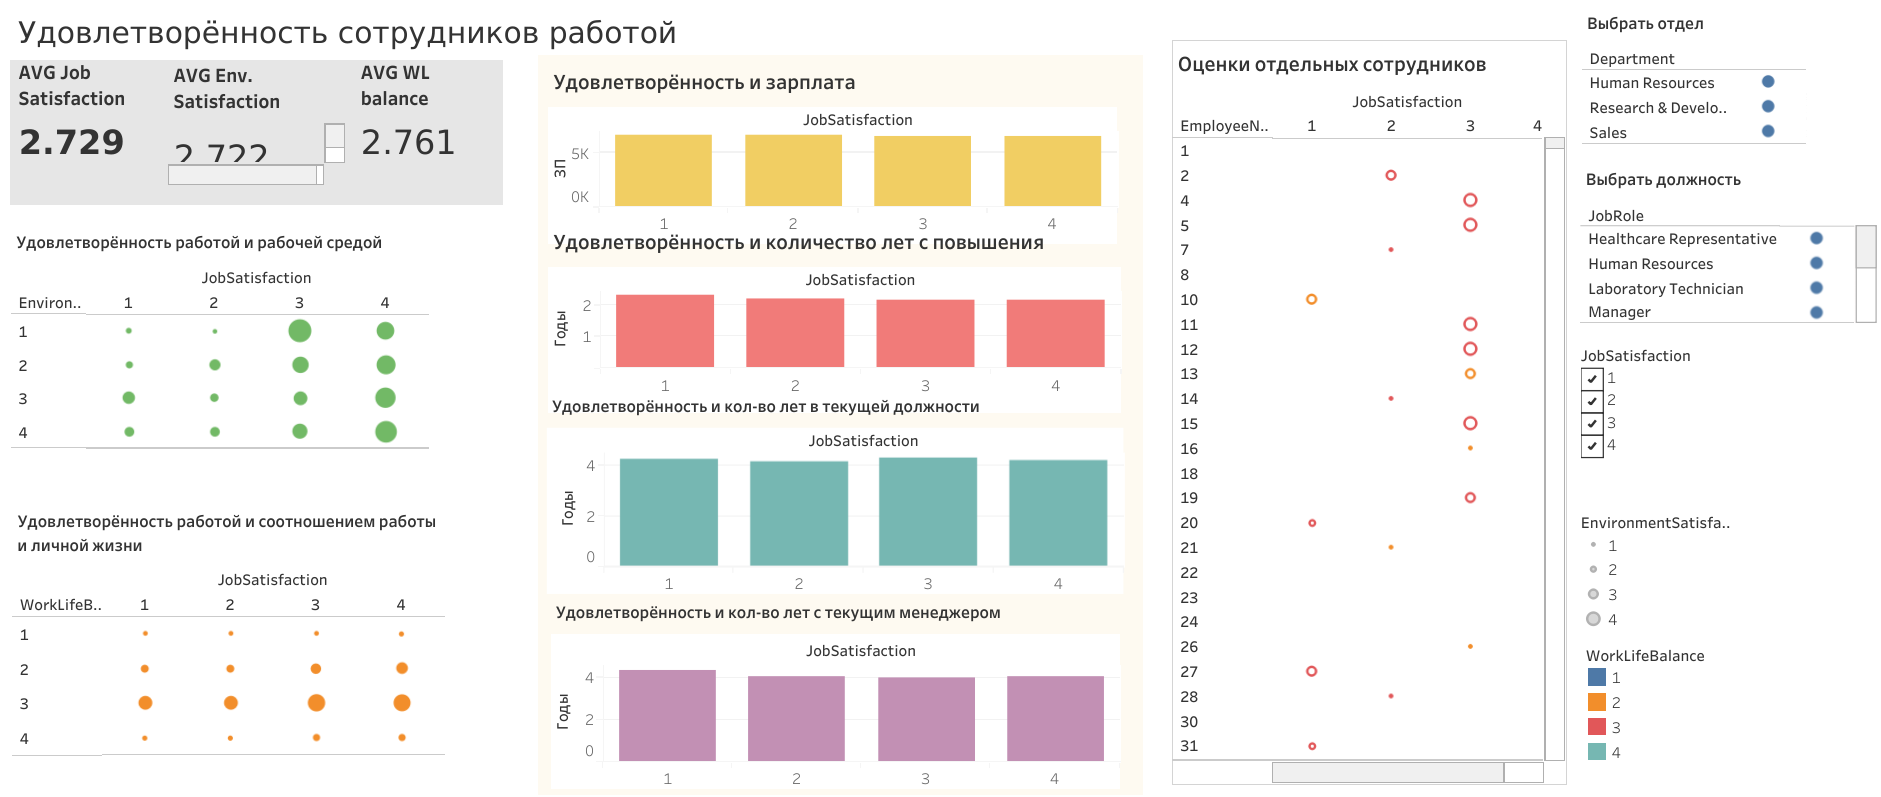 Удовлетворённость сотрудников работой
AVG Job
Satisfaction
2.729
AVG Env.
Satisfaction
2.722
AVG WL
balance
2.761
Удовлетворённость работой и рабочей средой
JobSatisfaction
Environ.. 1 2 3 4
1
2
3
4
Удовлетворённость работой и соотношением работы
и личной жизни
JobSatisfaction
WorkLifeB.. 1 2 3 4
1
2
3
4
Удовлетворённость и зарплата
JobSatisfaction
ЗП
5K
0K
1 2 3 4
Удовлетворённость и количество лет с повышения
JobSatisfaction
Годы
2
1
1 2 3 4
Удовлетворённость и кол-во лет в текущей должности
JobSatisfaction
Годы
4
2
0
1 2 3 4
Удовлетворённость и кол-во лет с текущим менеджером
JobSatisfaction
Годы
4
2
0
1 2 3 4
Оценки отдельных сотрудников
JobSatisfaction
EmployeeN.. 1 2 3 4
1
2
4
5
7
8
10
11
12
13
14
15
16
18
19
20
21
22
23
24
26
27
28
30
31
Выбрать отдел
Department
Human Resources
Research & Develo..
Sales
Выбрать должность
JobRole
Healthcare Representative
Human Resources
Laboratory Technician
Manager
JobSatisfaction
1
2
3
4
EnvironmentSatisfa..
1
2
3
4
WorkLifeBalance
1
2
3
4